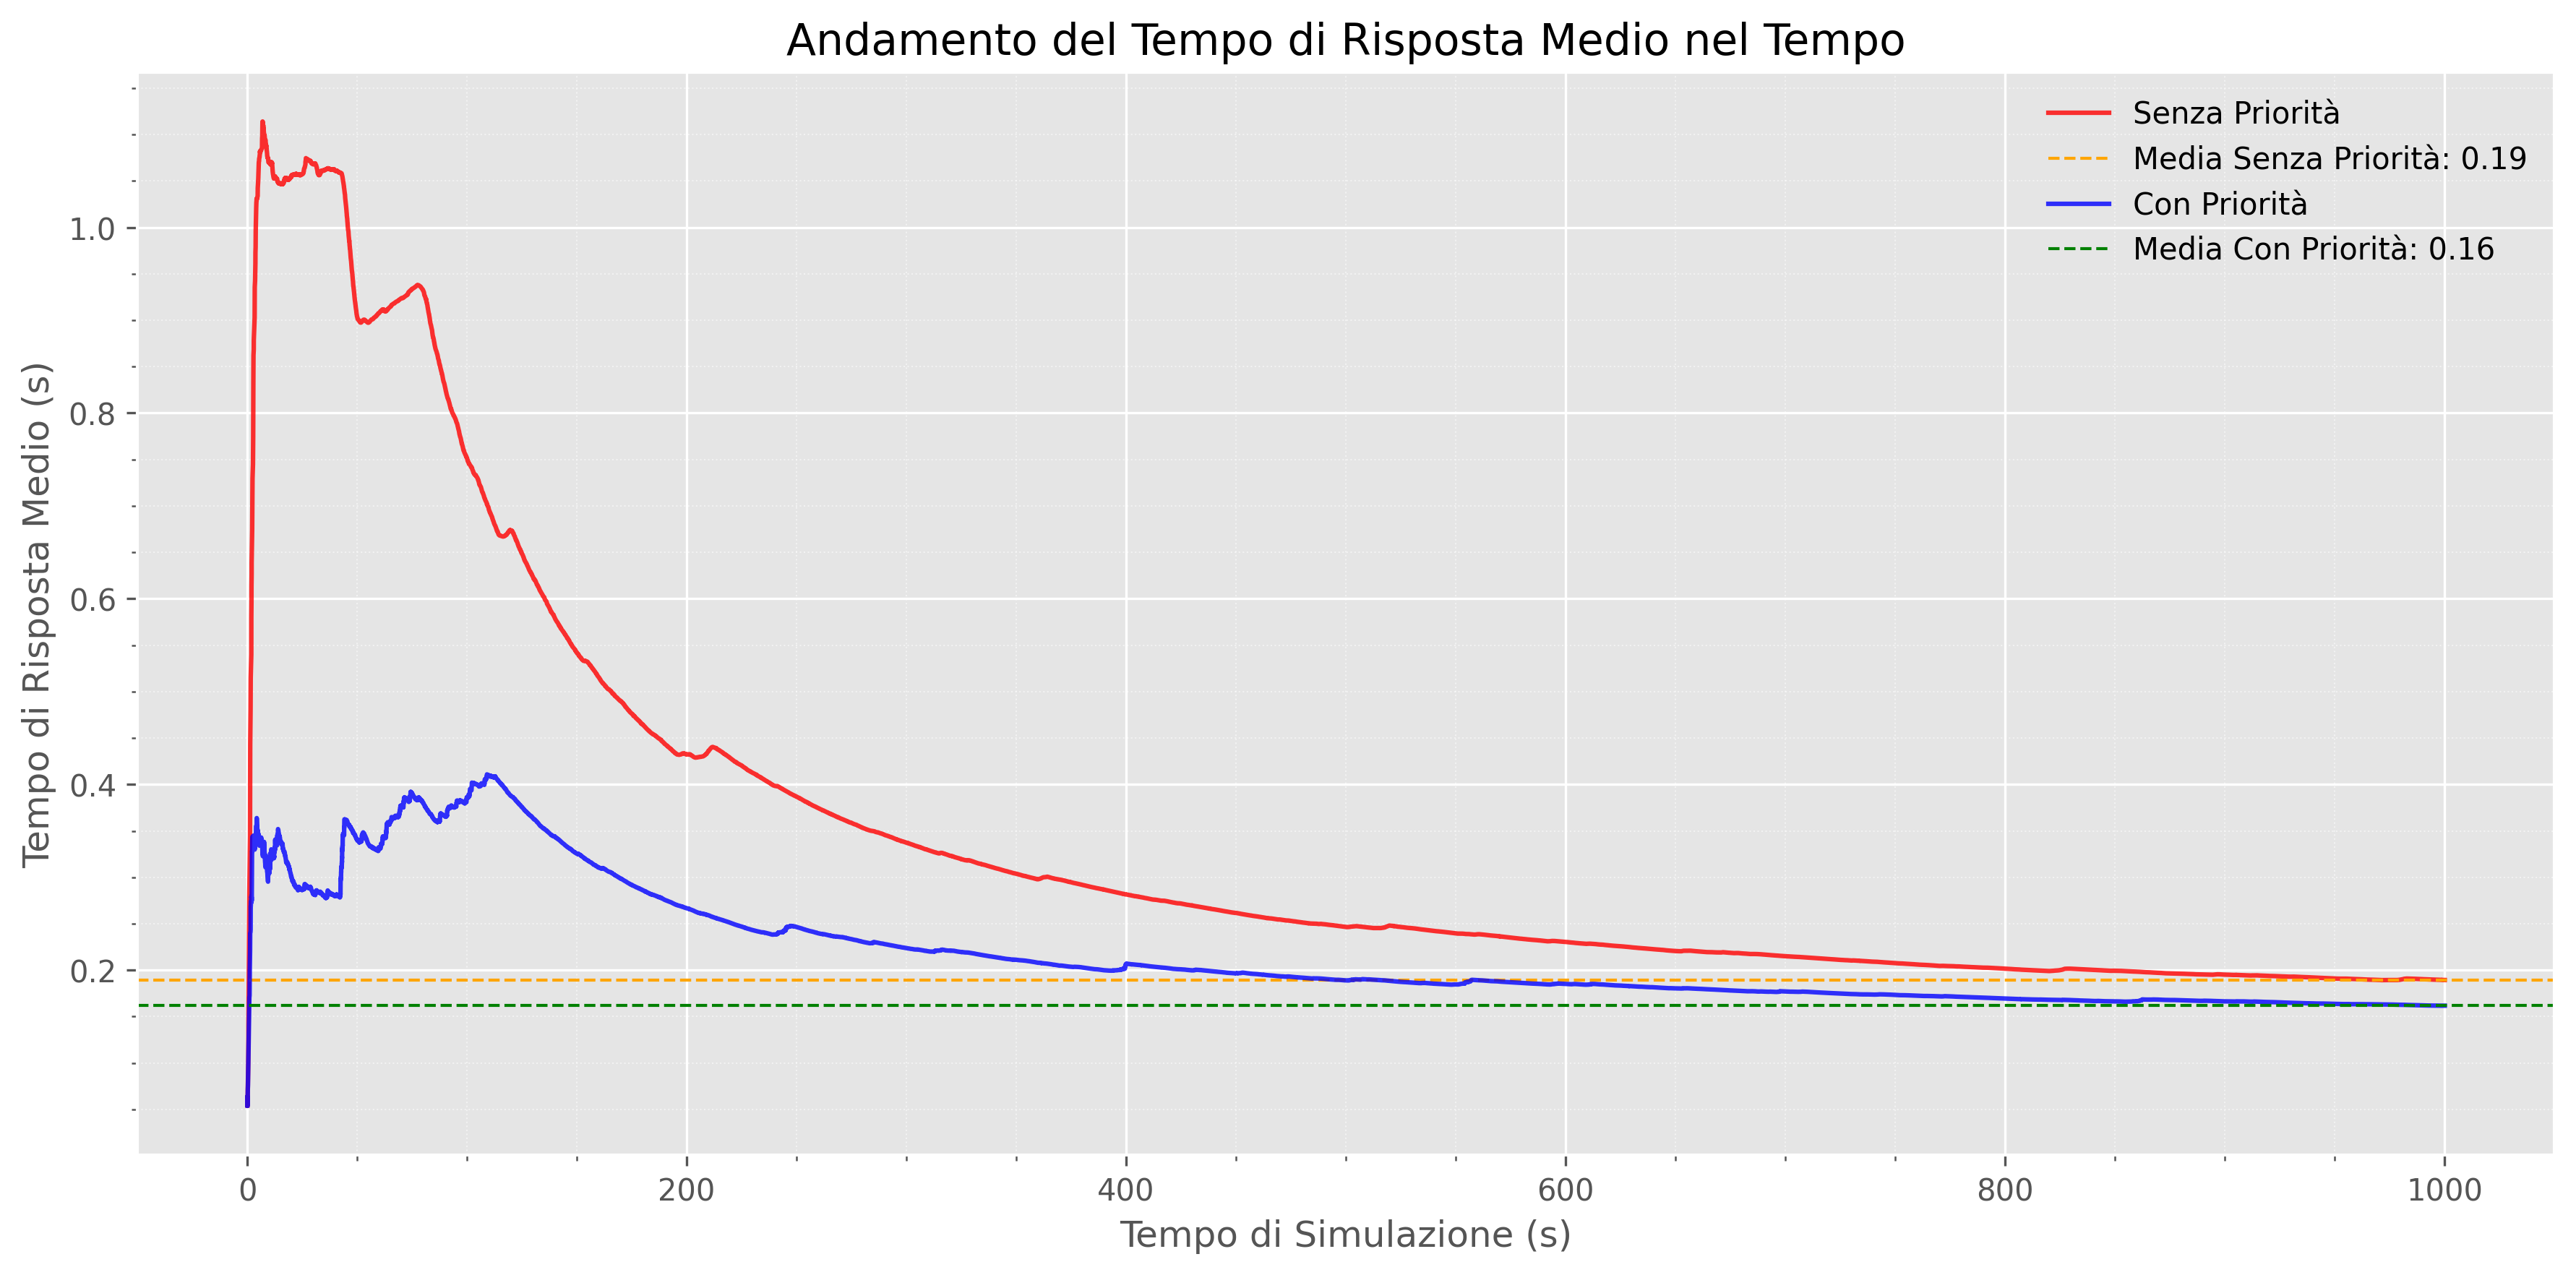 Andamento del Tempo di Risposta Medio nel Tempo
Senza Priorità
Media Senza Priorità: 0.19
Con Priorità
Media Con Priorità: 0.16
Tempo di Risposta Medio (s)
1.0
0.8
0.6
0.4
0.2
0
200
400
600
800
1000
Tempo di Simulazione (s)